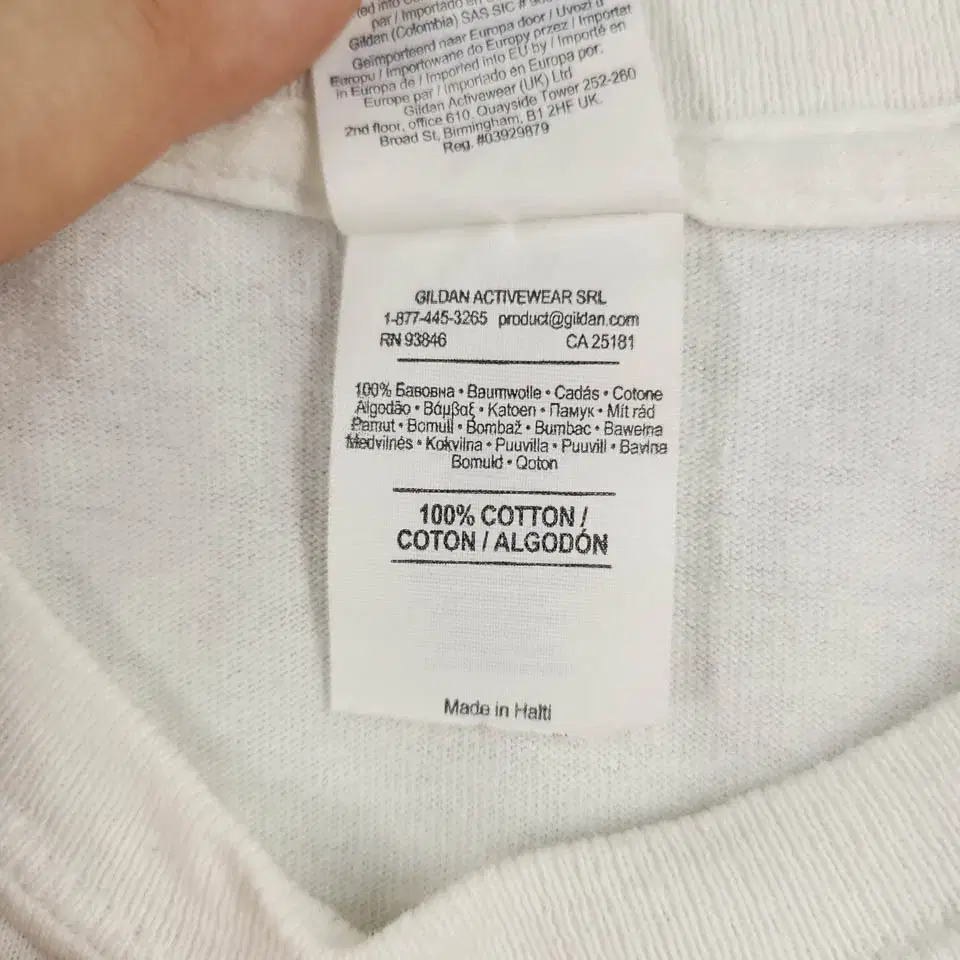 par / Importado en
Gildan (Colombia) SAS SIC #
Geïmporteerd naar Europa door / Uvozi u
Europu / Importowane do Europy przez / Importat
în Europa de / Imported into EU by / Importé en
Europe par / Importado en Europa por:
Gildan Activewear (UK) Ltd
2nd floor, office 610, Quayside Tower 252-260
Broad St, Birmingham, B1 2HF UK.
Reg. #03929879
GILDAN ACTIVEWEAR SRL
1-877-445-3265 product@gildan.com
RN 93846 CA 25181
100% Бавовна • Baumwolle • Cadás • Cotone
Algodão • Βάμβαξ • Katoen • Памук • Mit rád
Pamut • Bomull • Bombaž • Bumbac • Bawełna
Medvilnės • Kokvilna • Puuvilla • Puuvill • Bavlna
Bomuld • Qoton
100% COTTON /
COTON / ALGODÓN
Made in Haiti